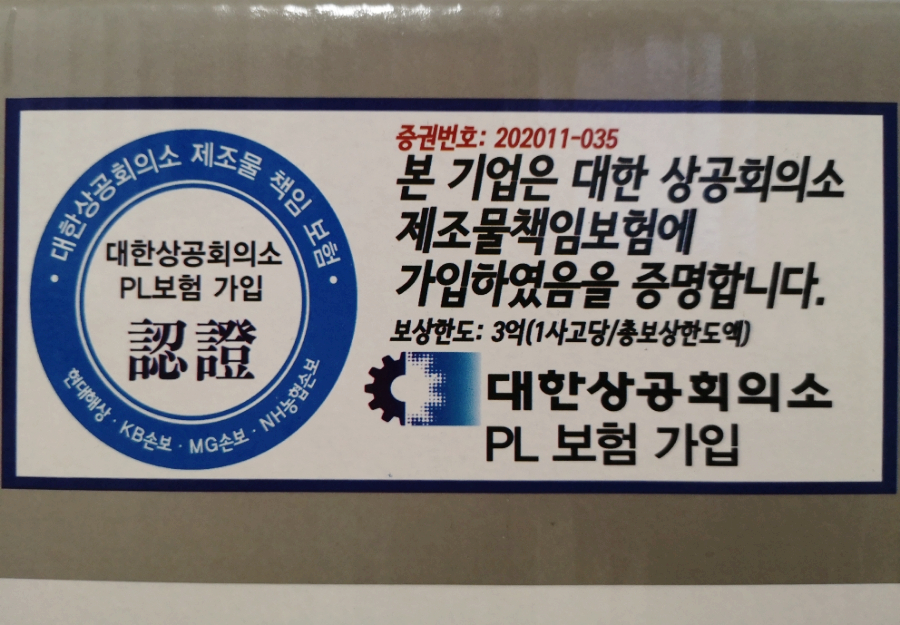 대한상공회의소 제조물 책임 보험
대한상공회의소
PL보험 가입
認證
현대해상 · KB손보 · MG손보 · NH농협손보
증권번호: 202011-035
본 기업은 대한 상공회의소
제조물책임보험에
가입하였음을 증명합니다.
보상한도: 3억(1사고당/총보상한도액)
대한상공회의소
PL 보험 가입